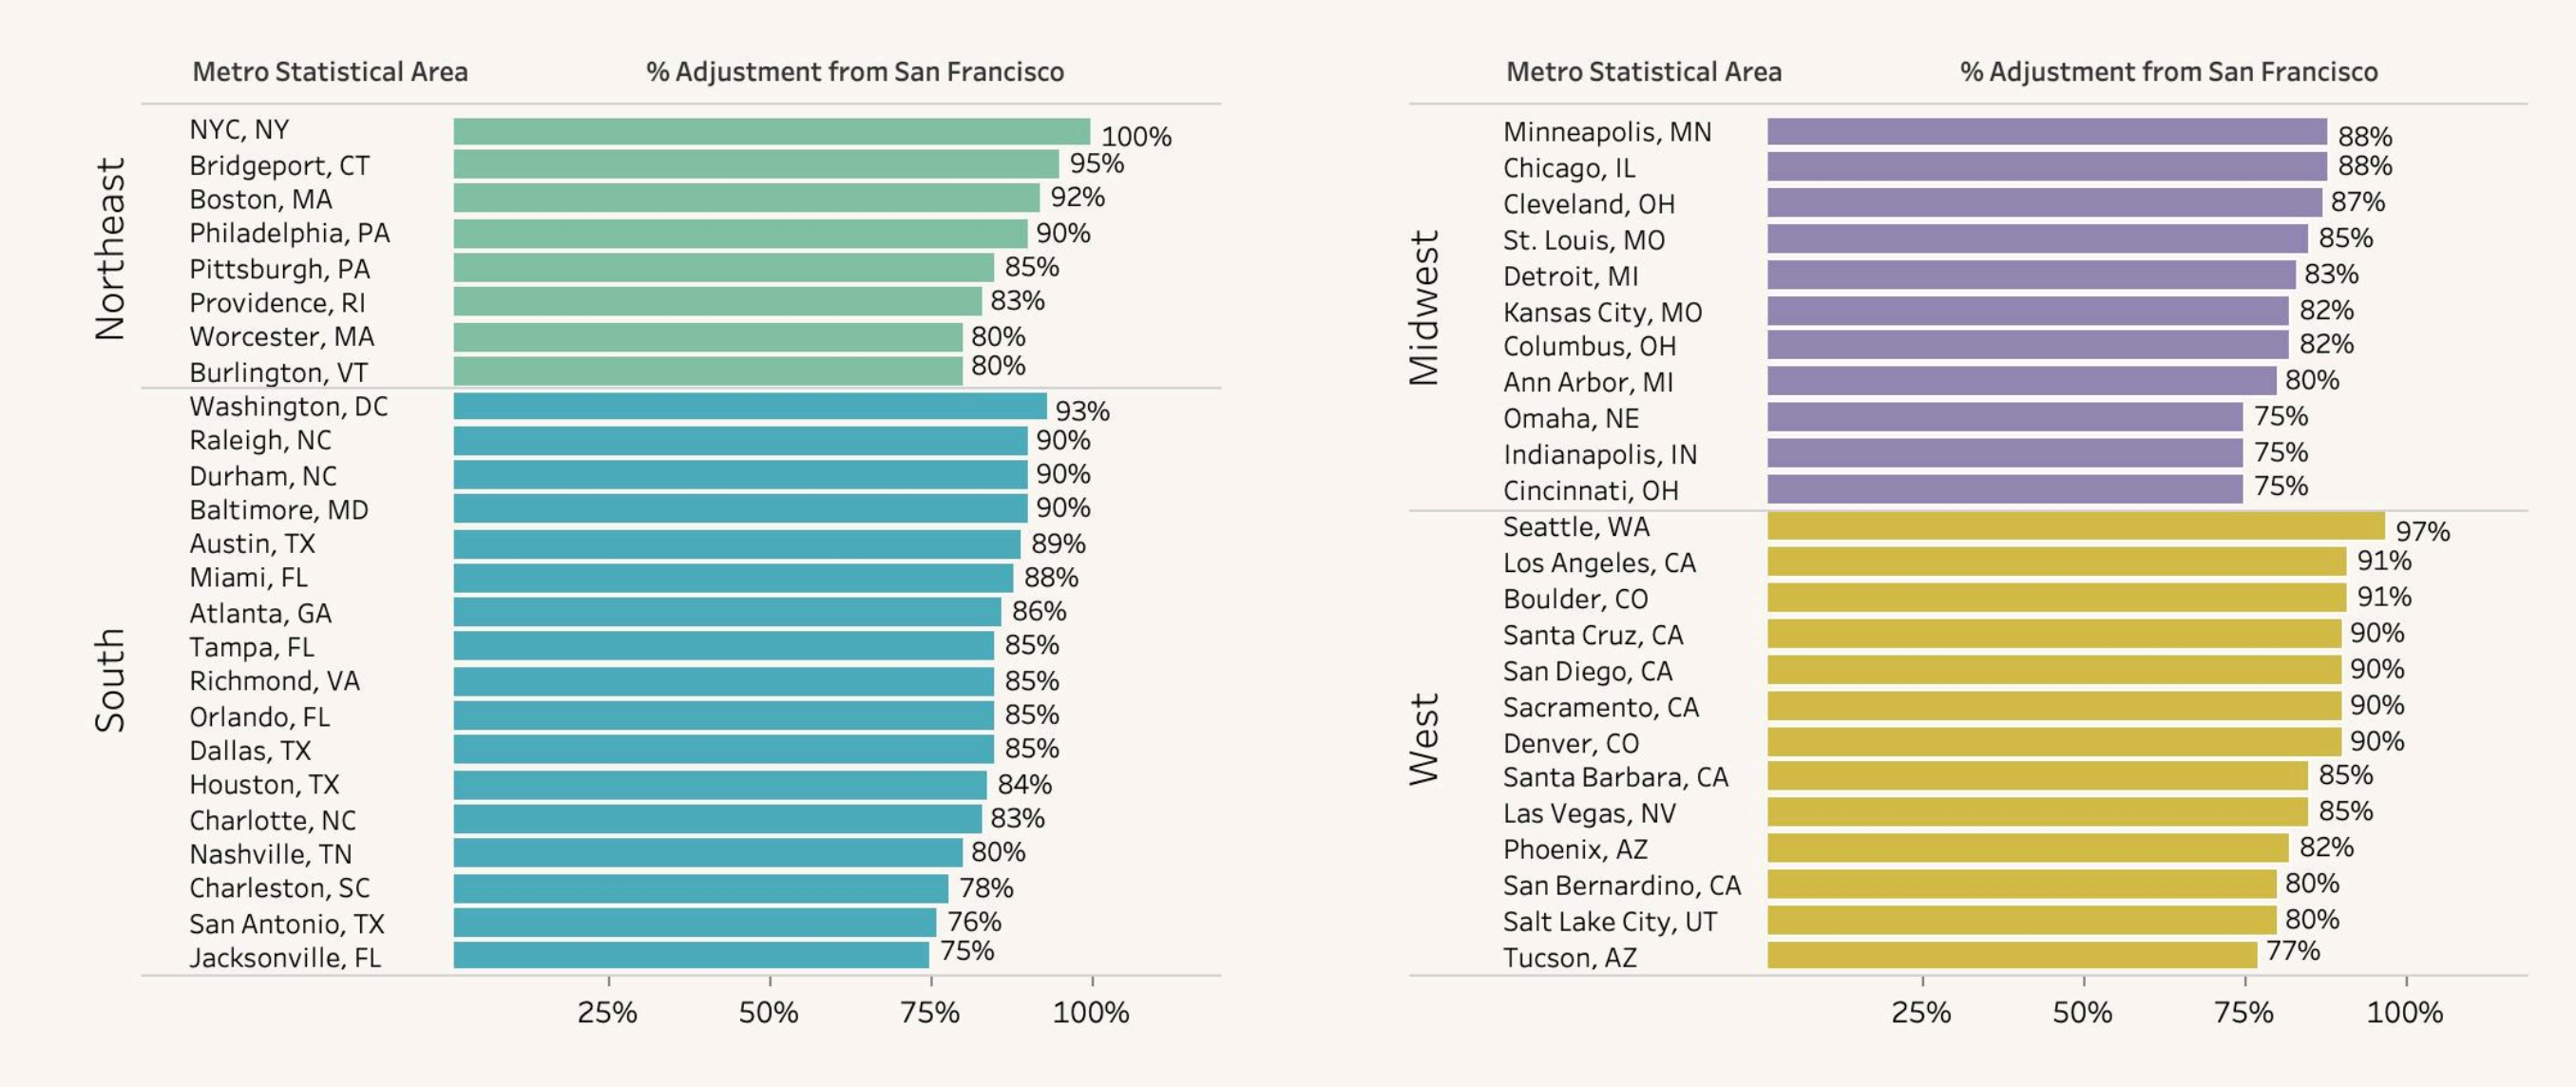 Metro Statistical Area % Adjustment from San Francisco
Northeast
NYC, NY 100%
Bridgeport, CT 95%
Boston, MA 92%
Philadelphia, PA 90%
Pittsburgh, PA 85%
Providence, RI 83%
Worcester, MA 80%
Burlington, VT 80%
South
Washington, DC 93%
Raleigh, NC 90%
Durham, NC 90%
Baltimore, MD 90%
Austin, TX 89%
Miami, FL 88%
Atlanta, GA 86%
Tampa, FL 85%
Richmond, VA 85%
Orlando, FL 85%
Dallas, TX 85%
Houston, TX 84%
Charlotte, NC 83%
Nashville, TN 80%
Charleston, SC 78%
San Antonio, TX 76%
Jacksonville, FL 75%
25% 50% 75% 100%
Metro Statistical Area % Adjustment from San Francisco
Midwest
Minneapolis, MN 88%
Chicago, IL 88%
Cleveland, OH 87%
St. Louis, MO 85%
Detroit, MI 83%
Kansas City, MO 82%
Columbus, OH 82%
Ann Arbor, MI 80%
Omaha, NE 75%
Indianapolis, IN 75%
Cincinnati, OH 75%
West
Seattle, WA 97%
Los Angeles, CA 91%
Boulder, CO 91%
Santa Cruz, CA 90%
San Diego, CA 90%
Sacramento, CA 90%
Denver, CO 90%
Santa Barbara, CA 85%
Las Vegas, NV 85%
Phoenix, AZ 82%
San Bernardino, CA 80%
Salt Lake City, UT 80%
Tucson, AZ 77%
25% 50% 75% 100%